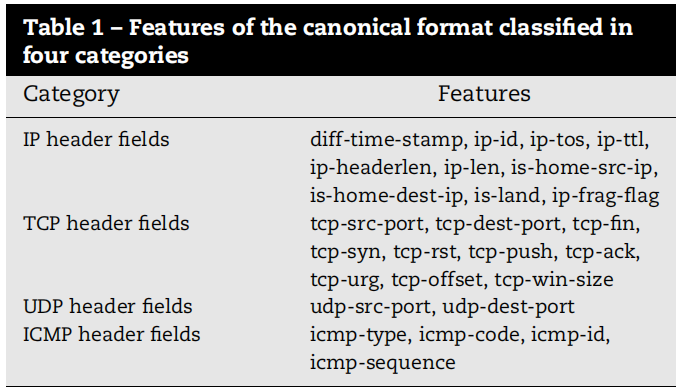 Table 1 – Features of the canonical format classified in
four categories
Category Features
IP header fields diff-time-stamp, ip-id, ip-tos, ip-ttl,
ip-headerlen, ip-len, is-home-src-ip,
is-home-dest-ip, is-land, ip-frag-flag
TCP header fields tcp-src-port, tcp-dest-port, tcp-fin,
tcp-syn, tcp-rst, tcp-push, tcp-ack,
tcp-urg, tcp-offset, tcp-win-size
UDP header fields udp-src-port, udp-dest-port
ICMP header fields icmp-type, icmp-code, icmp-id,
icmp-sequence